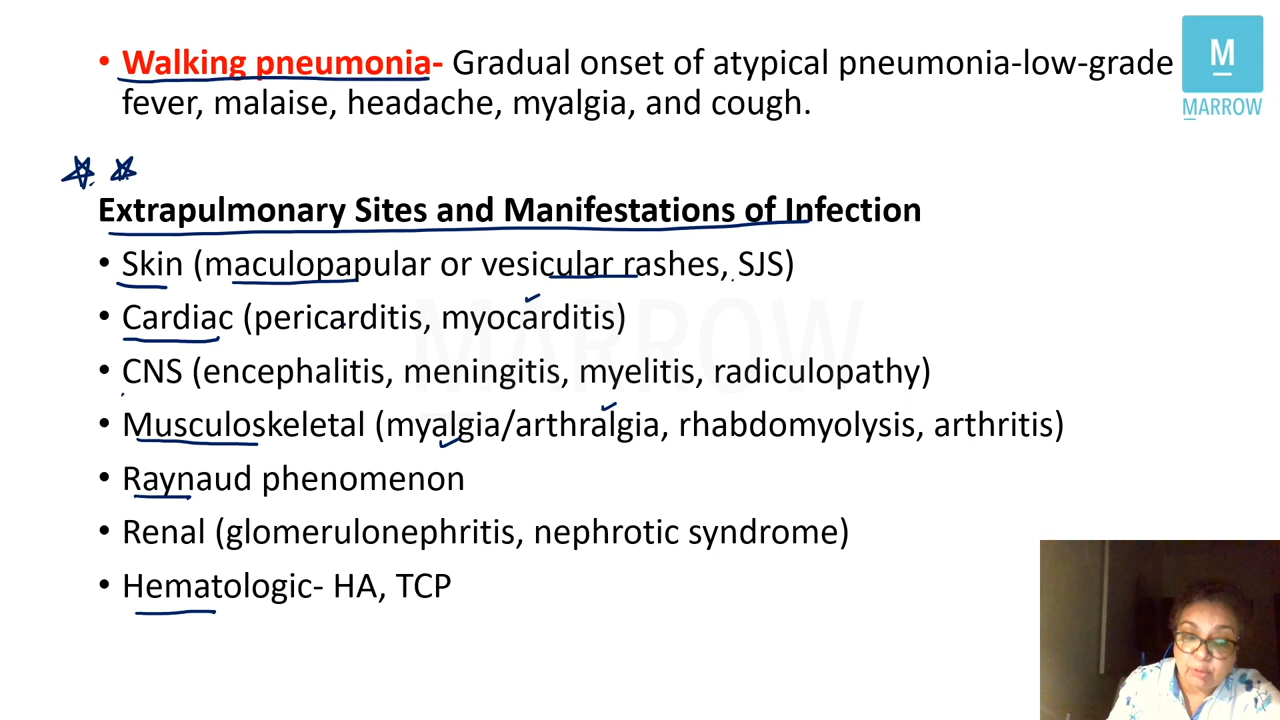 • Walking pneumonia- Gradual onset of atypical pneumonia-low-grade
fever, malaise, headache, myalgia, and cough.
M
MARROW
Extrapulmonary Sites and Manifestations of Infection
• Skin (maculopapular or vesicular rashes, SJS)
• Cardiac (pericarditis, myocarditis)
MARROW
• CNS (encephalitis, meningitis, myelitis, radiculopathy)
• Musculoskeletal (myalgia/arthralgia, rhabdomyolysis, arthritis)
• Raynaud phenomenon
• Renal (glomerulonephritis, nephrotic syndrome)
• Hematologic- HA, TCP